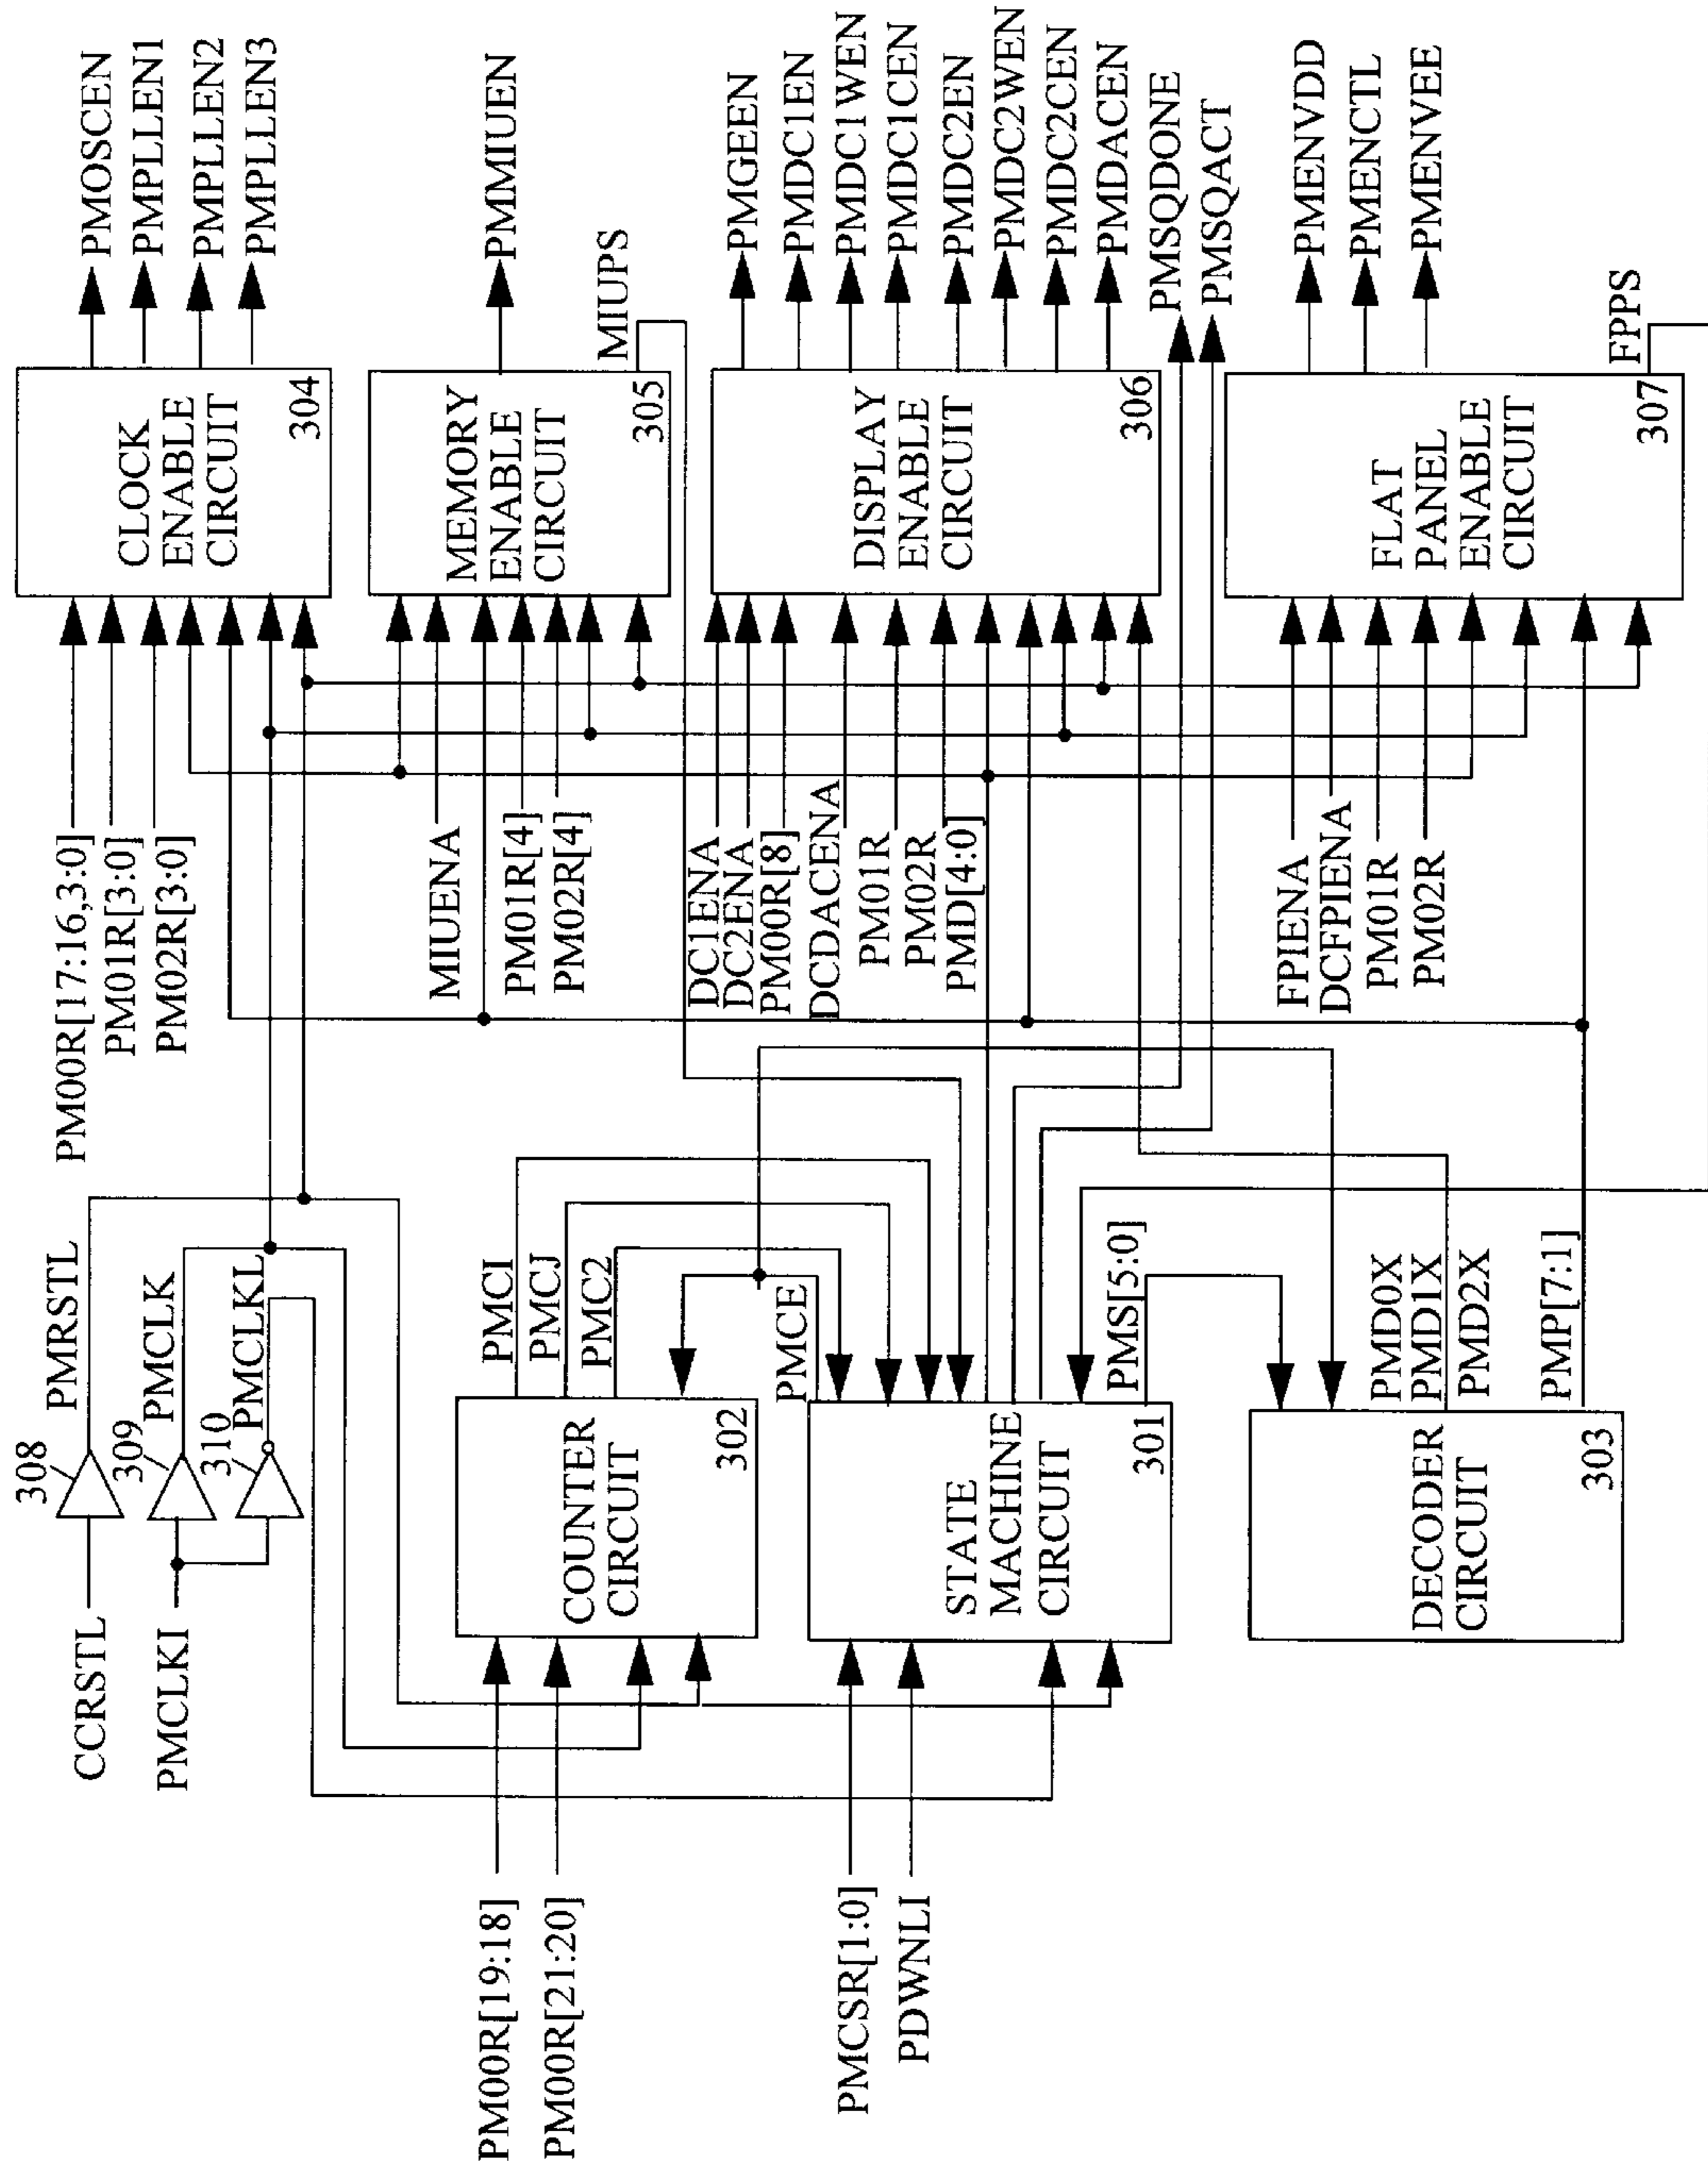 CCRSTL
PMCLKI
308
309
310
PMRSTL
PMCLK
PMCLKL
PM00R[19:18]
PM00R[21:20]
COUNTER
CIRCUIT
302
PMCI
PMCJ
PMC2
PMCSR[1:0]
PDWNLI
STATE
MACHINE
CIRCUIT
301
PMCE
PMS[5:0]
DECODER
CIRCUIT
303
PMD0X
PMD1X
PMD2X
PMP[7:1]
PM00R[17:16,3:0]
PM01R[3:0]
PM02R[3:0]
CLOCK
ENABLE
CIRCUIT
304
PMOSCEN
PMPLLEN1
PMPLLEN2
PMPLLEN3
MIUENA
PM01R[4]
PM02R[4]
MEMORY
ENABLE
CIRCUIT
305
PMMIUEN
MIUPS
DC1ENA
DC2ENA
PM00R[8]
DCDACENA
PM01R
PM02R
PMD[4:0]
DISPLAY
ENABLE
CIRCUIT
306
PMGEEN
PMDC1EN
PMDC1WEN
PMDC1CEN
PMDC2EN
PMDC2WEN
PMDC2CEN
PMDACEN
PMSQDONE
PMSQACT
FPIENA
DCFPIENA
PM01R
PM02R
FLAT
PANEL
ENABLE
CIRCUIT
307
PMENVDD
PMENCTL
PMENVEE
FPPS